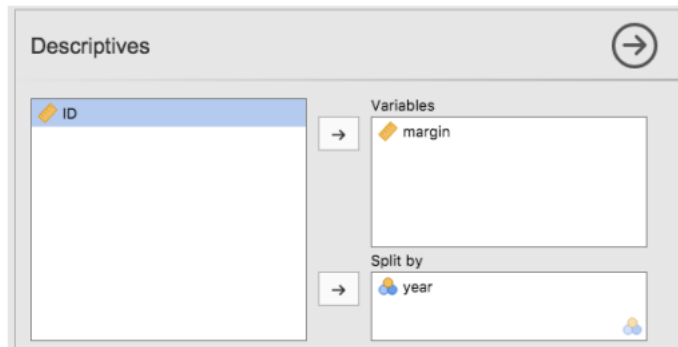 Descriptives
ID
Variables
margin
Split by
year